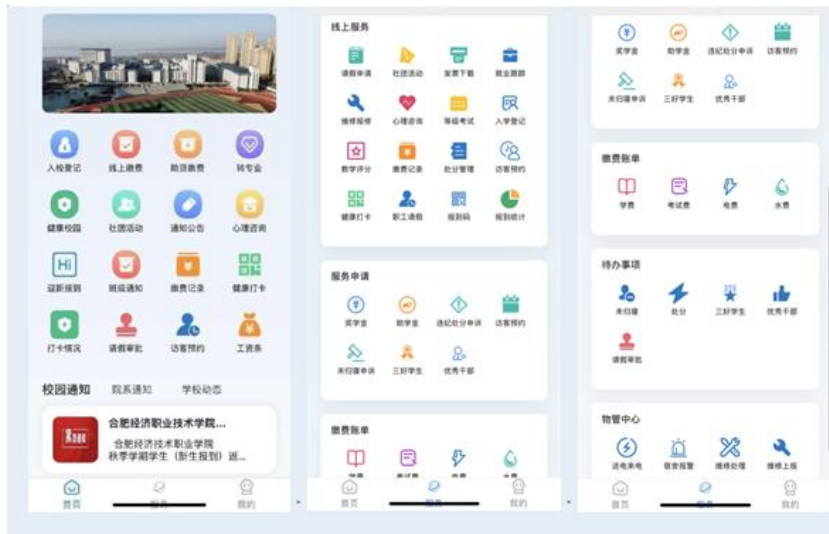 入校登记 线上缴费 助贷缴费 转专业
健康校园 社团活动 通知公告 心理咨询
Hi
迎新报到 班级通知 缴费记录 健康打卡
打卡情况 请假审批 访客预约 工资条
校园通知 院系通知 学校动态
合肥经济职业技术学院...
合肥经济技术职业学院
秋季学期学生（新生报到）返...
首页 服务 我的
线上服务
请假申请 社团活动 发票下载 就业跟踪
维修报修 心理咨询 等级考试 入学登记
教学评分 缴费记录 处分管理 访客预约
健康打卡 职工请假 报到码 报到统计
服务申请
奖学金 助学金 违纪处分申诉 访客预约
未归寝申诉 三好学生 优秀干部
缴费账单
学费 考试费 电费 水费
首页 服务 我的
奖学金 助学金 违纪处分申诉 访客预约
未归寝申诉 三好学生 优秀干部
缴费账单
学费 考试费 电费 水费
待办事项
未归寝 处分 三好学生 优秀干部
请假审批
物管中心
送电来电 宿舍报警 维修处理 维修上报
首页 服务 我的